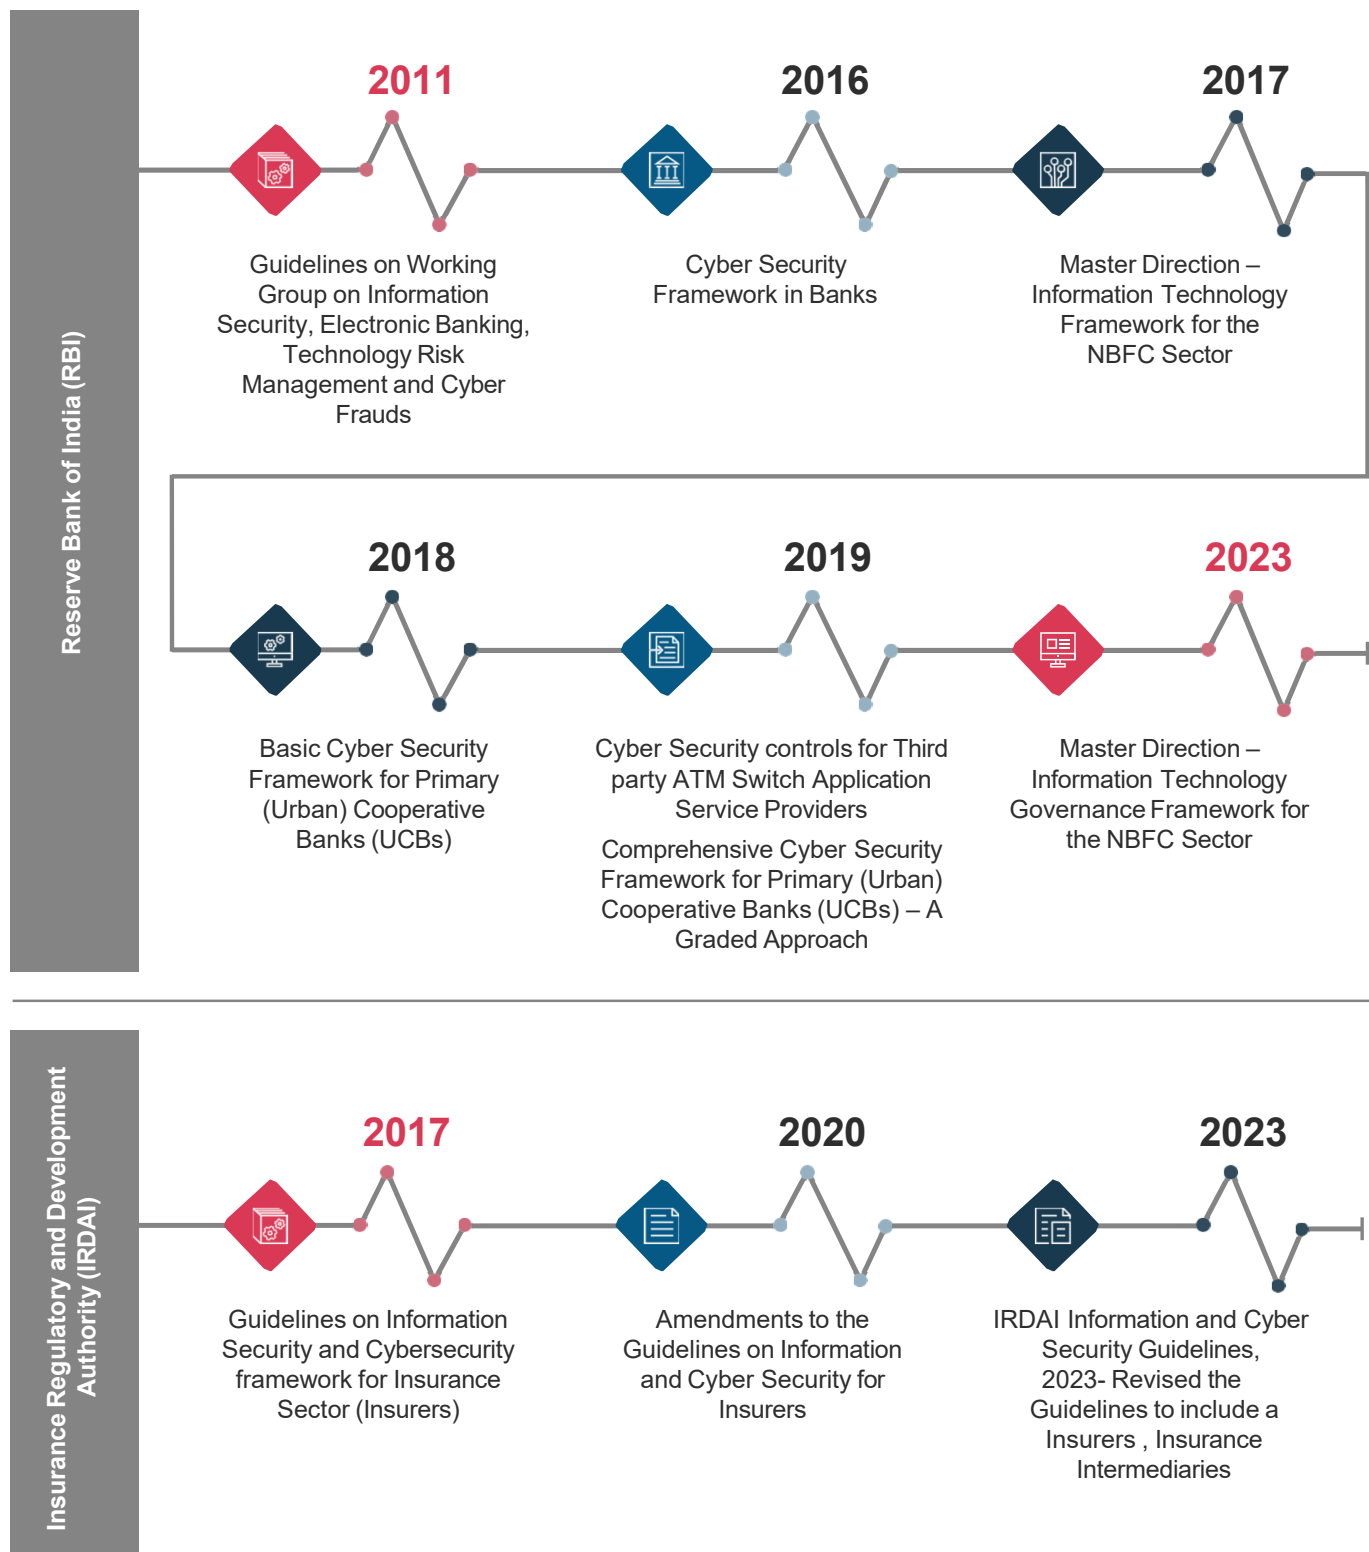 Reserve Bank of India (RBI)
2011
Guidelines on Working
Group on Information
Security, Electronic Banking,
Technology Risk
Management and Cyber
Frauds
2016
Cyber Security
Framework in Banks
2017
Master Direction –
Information Technology
Framework for the
NBFC Sector
2018
Basic Cyber Security
Framework for Primary
(Urban) Cooperative
Banks (UCBs)
2019
Cyber Security controls for Third
party ATM Switch Application
Service Providers
Comprehensive Cyber Security
Framework for Primary (Urban)
Cooperative Banks (UCBs) – A
Graded Approach
2023
Master Direction –
Information Technology
Governance Framework for
the NBFC Sector
Insurance Regulatory and Development
Authority (IRDAI)
2017
Guidelines on Information
Security and Cybersecurity
framework for Insurance
Sector (Insurers)
2020
Amendments to the
Guidelines on Information
and Cyber Security for
Insurers
2023
IRDAI Information and Cyber
Security Guidelines,
2023- Revised the
Guidelines to include a
Insurers , Insurance
Intermediaries